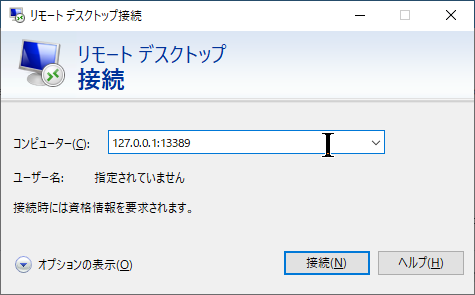 リモート デスクトップ接続
リモート デスクトップ
接続
コンピューター(C): 127.0.0.1:13389
ユーザー名: 指定されていません
接続時には資格情報を要求されます。
オプションの表示(O) 接続(N) ヘルプ(H)